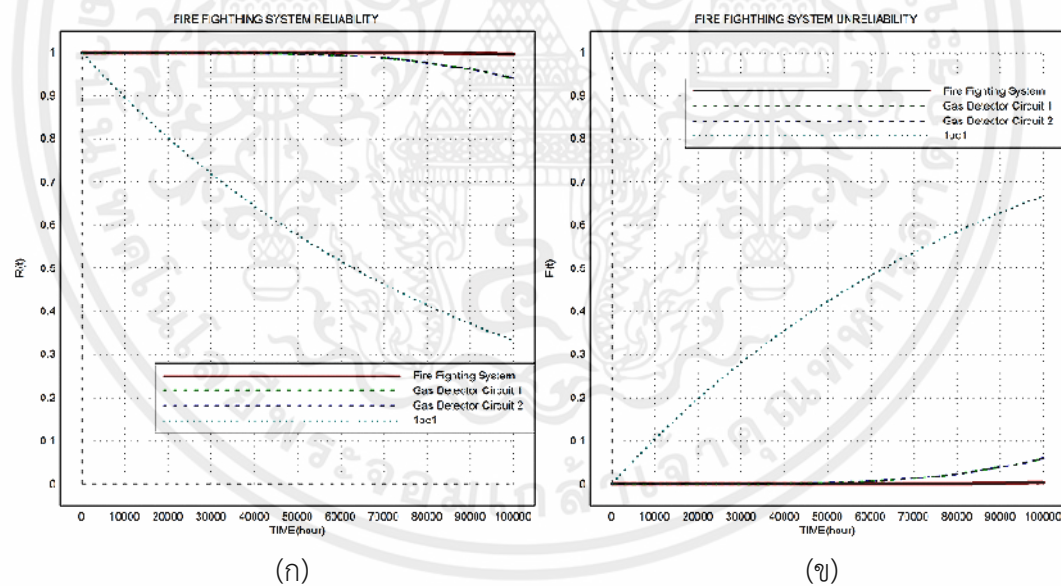 FIRE FIGHTHING SYSTEM RELIABILITY
R(t)
1
0.9
0.8
0.7
0.6
0.5
0.4
0.3
0.2
0.1
0
Fire Fighting System
Gas Detector Circuit 1
Gas Detector Circuit 2
0 10000 20000 30000 40000 50000 60000 70000 80000 90000 100000
TIME(hour)
(ก)
FIRE FIGHTHING SYSTEM UNRELIABILITY
F(t)
1
0.9
0.8
0.7
0.6
0.5
0.4
0.3
0.2
0.1
0
Fire Fighting System
Gas Detector Circuit 1
Gas Detector Circuit 2
0 10000 20000 30000 40000 50000 60000 70000 80000 90000 100000
TIME(hour)
(ข)